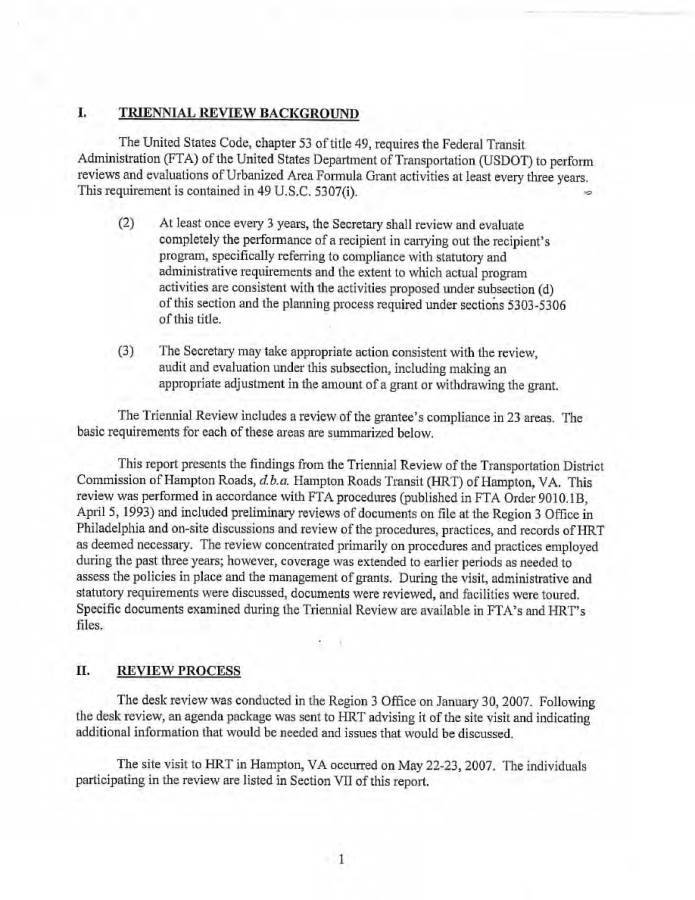 I. TRIENNIAL REVIEW BACKGROUND
The United States Code, chapter 53 of title 49, requires the Federal Transit
Administration (FTA) of the United States Department of Transportation (USDOT) to perform
reviews and evaluations of Urbanized Area Formula Grant activities at least every three years.
This requirement is contained in 49 U.S.C. 5307(i).
(2) At least once every 3 years, the Secretary shall review and evaluate
completely the performance of a recipient in carrying out the recipient's
program, specifically referring to compliance with statutory and
administrative requirements and the extent to which actual program
activities are consistent with the activities proposed under subsection (d)
of this section and the planning process required under sections 5303-5306
of this title.
(3) The Secretary may take appropriate action consistent with the review,
audit and evaluation under this subsection, including making an
appropriate adjustment in the amount of a grant or withdrawing the grant.
The Triennial Review includes a review of the grantee's compliance in 23 areas. The
basic requirements for each of these areas are summarized below.
This report presents the findings from the Triennial Review of the Transportation District
Commission of Hampton Roads, d.b.a. Hampton Roads Transit (HRT) of Hampton, VA. This
review was performed in accordance with FTA procedures (published in FTA Order 9010.1B,
April 5, 1993) and included preliminary reviews of documents on file at the Region 3 Office in
Philadelphia and on-site discussions and review of the procedures, practices, and records of HRT
as deemed necessary. The review concentrated primarily on procedures and practices employed
during the past three years; however, coverage was extended to earlier periods as needed to
assess the policies in place and the management of grants. During the visit, administrative and
statutory requirements were discussed, documents were reviewed, and facilities were toured.
Specific documents examined during the Triennial Review are available in FTA's and HRT's
files.
II. REVIEW PROCESS
The desk review was conducted in the Region 3 Office on January 30, 2007. Following
the desk review, an agenda package was sent to HRT advising it of the site visit and indicating
additional information that would be needed and issues that would be discussed.
The site visit to HRT in Hampton, VA occurred on May 22-23, 2007. The individuals
participating in the review are listed in Section VII of this report.
1